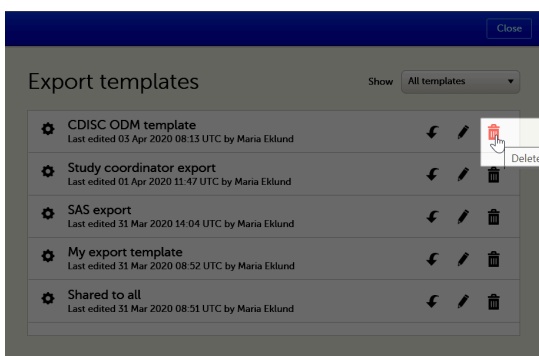 Close
Export templates
Show All templates
CDISC ODM template
Last edited 03 Apr 2020 08:13 UTC by Maria Eklund
Delete
Study coordinator export
Last edited 01 Apr 2020 11:47 UTC by Maria Eklund
SAS export
Last edited 31 Mar 2020 14:04 UTC by Maria Eklund
My export template
Last edited 31 Mar 2020 08:52 UTC by Maria Eklund
Shared to all
Last edited 31 Mar 2020 08:51 UTC by Maria Eklund